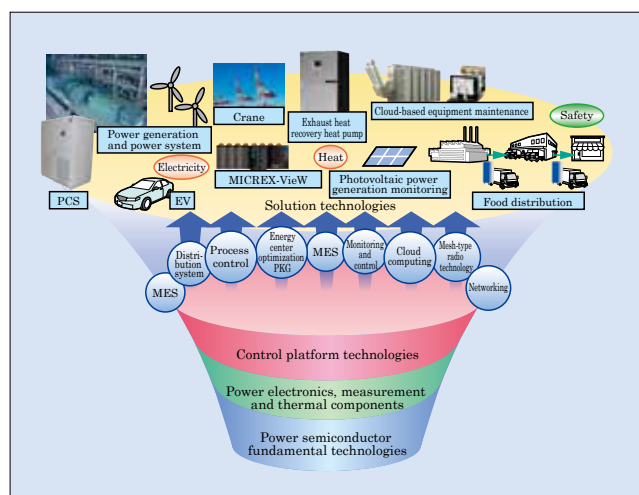 Crane
Exhaust heat
recovery heat pump
Cloud-based equipment maintenance
Safety
Power generation
and power system
Electricity
MICREX-VieW
Heat
Photovoltaic power
generation monitoring
PCS
EV
Food distribution
Solution technologies
MES
Distri-
bution
system
Process
control
Energy
center
optimization
PKG
MES
Monitoring
and
control
Cloud
computing
Mesh-type
radio
technology
Networking
Control platform technologies
Power electronics, measurement
and thermal components
Power semiconductor
fundamental technologies